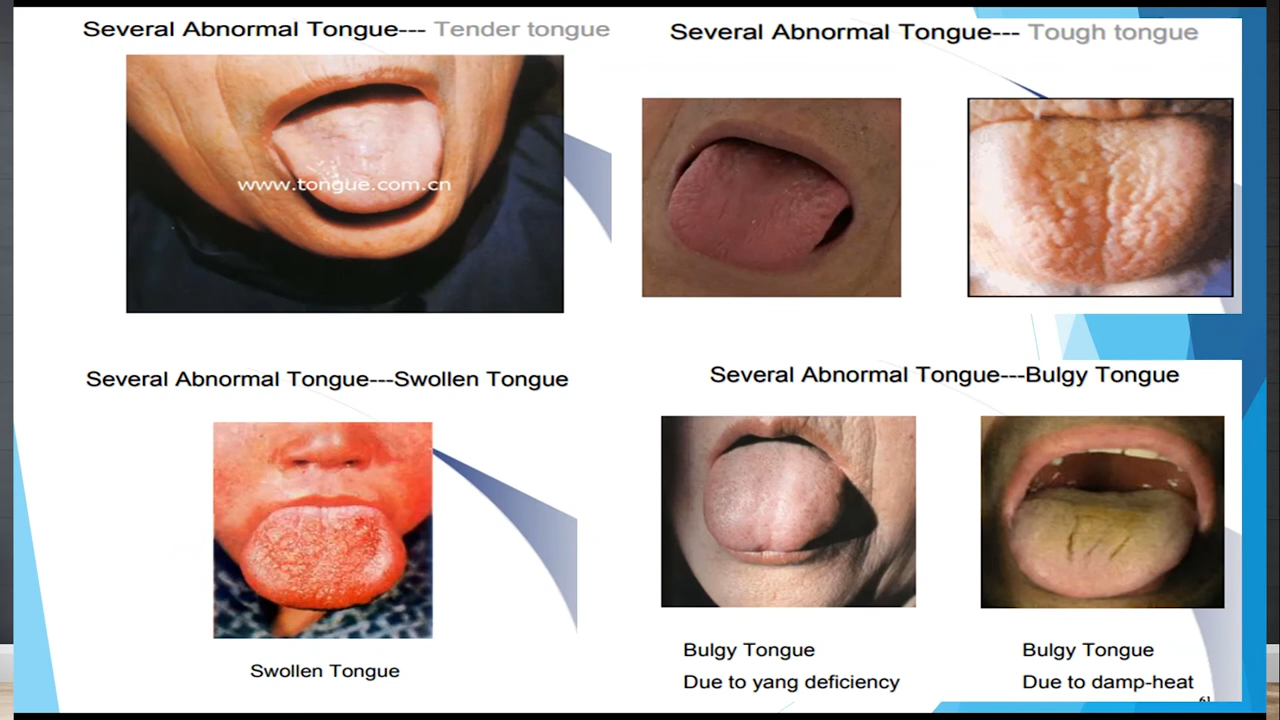 Several Abnormal Tongue--- Tender tongue
www.tongue.com.cn
Several Abnormal Tongue--- Tough tongue
Several Abnormal Tongue---Swollen Tongue
Swollen Tongue
Several Abnormal Tongue---Bulgy Tongue
Bulgy Tongue
Due to yang deficiency
Bulgy Tongue
Due to damp-heat